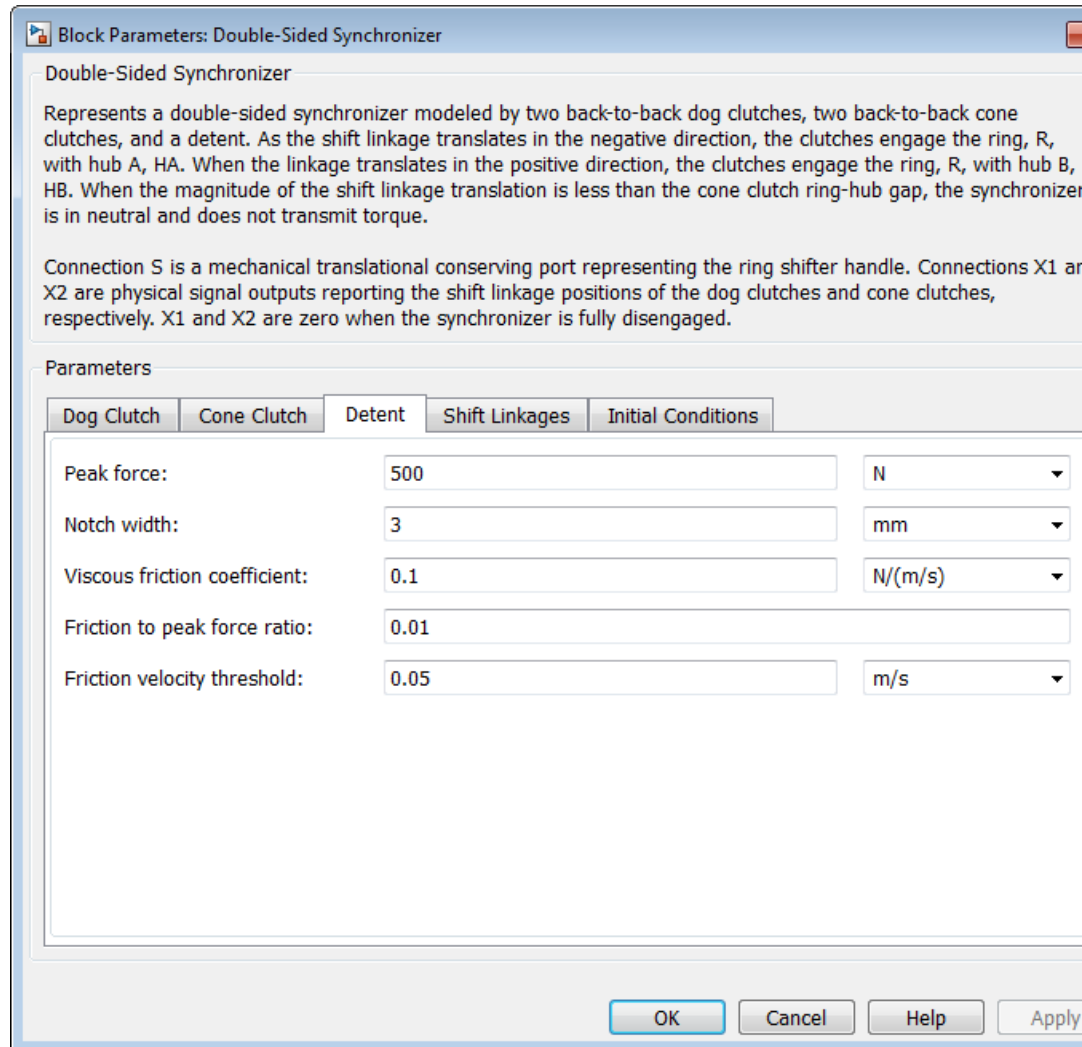 Block Parameters: Double-Sided Synchronizer
Double-Sided Synchronizer
Represents a double-sided synchronizer modeled by two back-to-back dog clutches, two back-to-back cone
clutches, and a detent. As the shift linkage translates in the negative direction, the clutches engage the ring, R,
with hub A, HA. When the linkage translates in the positive direction, the clutches engage the ring, R, with hub B,
HB. When the magnitude of the shift linkage translation is less than the cone clutch ring-hub gap, the synchronizer
is in neutral and does not transmit torque.
Connection S is a mechanical translational conserving port representing the ring shifter handle. Connections X1
X2 are physical signal outputs reporting the shift linkage positions of the dog clutches and cone clutches,
respectively. X1 and X2 are zero when the synchronizer is fully disengaged.
Parameters
Dog Clutch Cone Clutch Detent Shift Linkages Initial Conditions
Peak force: 500 N
Notch width: 3 mm
Viscous friction coefficient: 0.1 N/(m/s)
Friction to peak force ratio: 0.01
Friction velocity threshold: 0.05 m/s
OK Cancel Help Apply